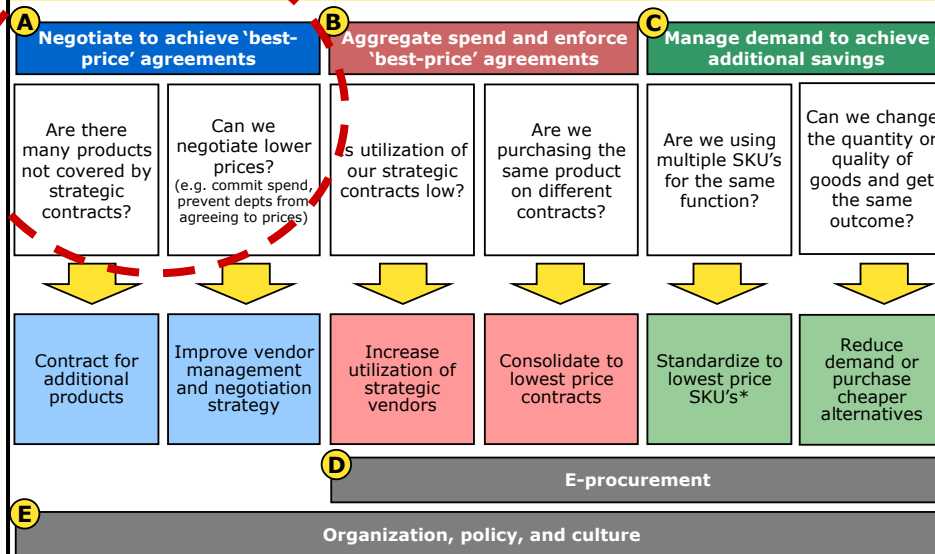 A
Negotiate to achieve ‘best-
price’ agreements
B
Aggregate spend and enforce
‘best-price’ agreements
C
Manage demand to achieve
additional savings
Are there
many products
not covered by
strategic
contracts?
Can we
negotiate lower
prices?
(e.g. commit spend,
prevent depts from
agreeing to prices)
Is utilization of
our strategic
contracts low?
Are we
purchasing the
same product
on different
contracts?
Are we using
multiple SKU’s
for the same
function?
Can we change
the quantity or
quality of
goods and get
the same
outcome?
Contract for
additional
products
Improve vendor
management
and negotiation
strategy
Increase
utilization of
strategic
vendors
Consolidate to
lowest price
contracts
Standardize to
lowest price
SKU’s*
Reduce
demand or
purchase
cheaper
alternatives
D
E-procurement
E
Organization, policy, and culture